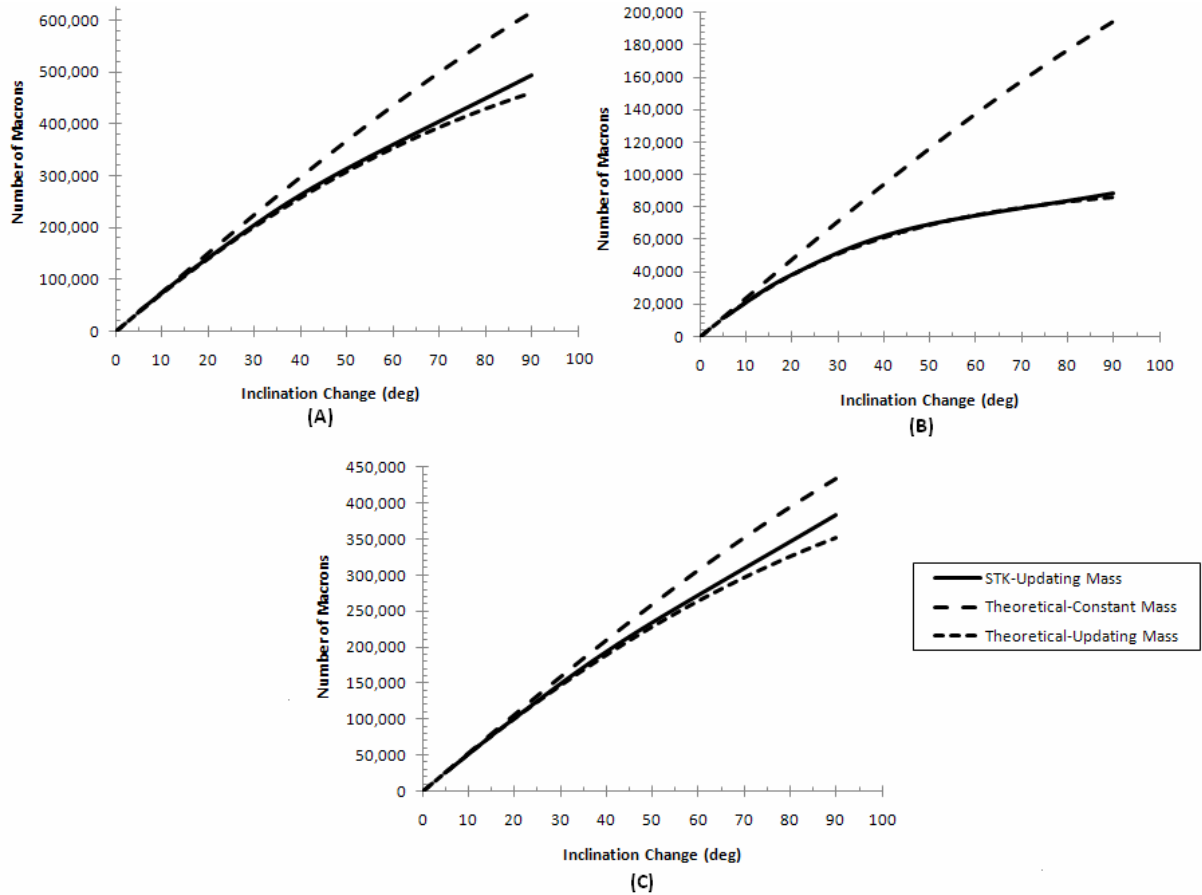 Number of Macrons
600,000
500,000
400,000
300,000
200,000
100,000
0
0 10 20 30 40 50 60 70 80 90 100
Inclination Change (deg)
(A)
Number of Macrons
200,000
180,000
160,000
140,000
120,000
100,000
80,000
60,000
40,000
20,000
0
0 10 20 30 40 50 60 70 80 90 100
Inclination Change (deg)
(B)
Number of Macrons
450,000
400,000
350,000
300,000
250,000
200,000
150,000
100,000
50,000
0
0 10 20 30 40 50 60 70 80 90 100
Inclination Change (deg)
(C)
STK-Updating Mass
Theoretical-Constant Mass
Theoretical-Updating Mass